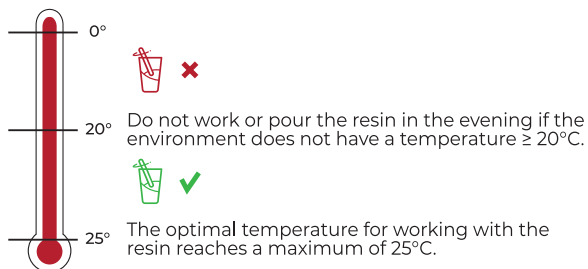 0°
Do not work or pour the resin in the evening if the
20°
environment does not have a temperature ≥ 20°C.
25°
The optimal temperature for working with the
resin reaches a maximum of 25°C.